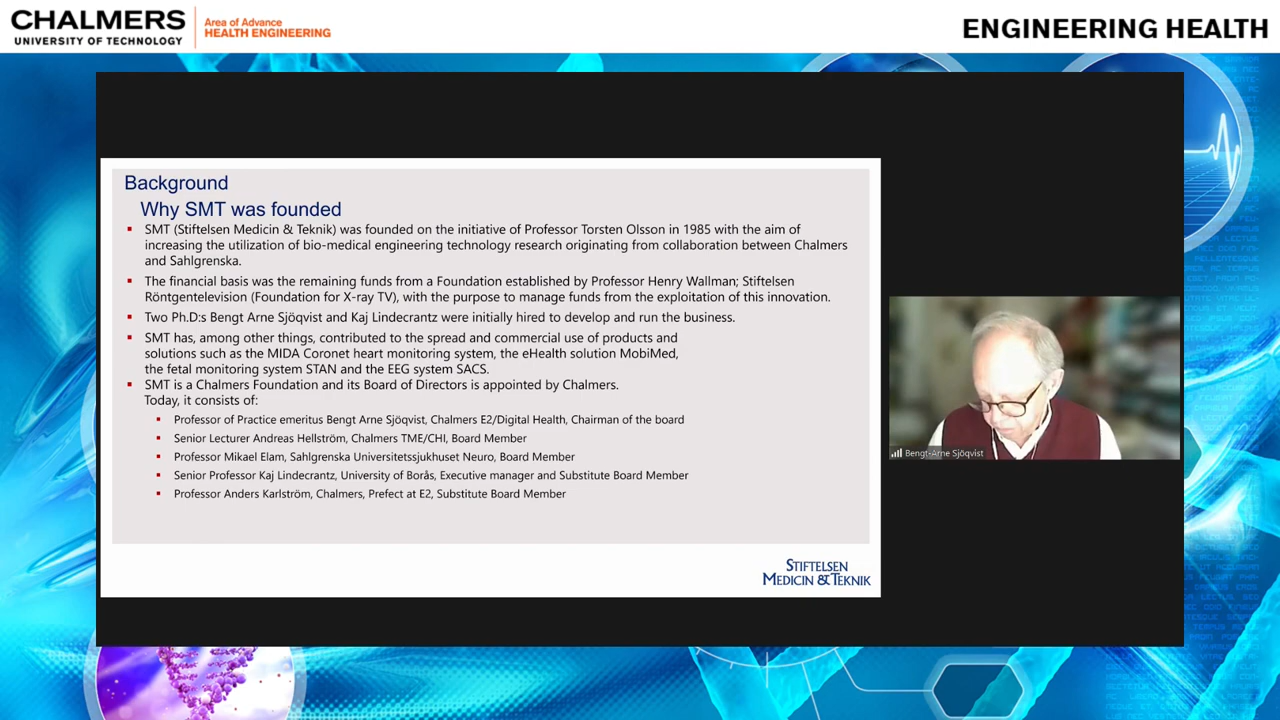 CHALMERS
UNIVERSITY OF TECHNOLOGY
Area of Advance
HEALTH ENGINEERING
ENGINEERING HEALTH
Background
Why SMT was founded
▪ SMT (Stiftelsen Medicin & Teknik) was founded on the initiative of Professor Torsten Olsson in 1985 with the aim of
increasing the utilization of bio-medical engineering technology research originating from collaboration between Chalmers
and Sahlgrenska.
▪ The financial basis was the remaining funds from a Foundation established by Professor Henry Wallman; Stiftelsen
Röntgentelevision (Foundation for X-ray TV), with the purpose to manage funds from the exploitation of this innovation.
▪ Two Ph.D:s Bengt Arne Sjöqvist and Kaj Lindecrantz were initially hired to develop and run the business.
▪ SMT has, among other things, contributed to the spread and commercial use of products and
solutions such as the MIDA Coronet heart monitoring system, the eHealth solution MobiMed,
the fetal monitoring system STAN and the EEG system SACS.
▪ SMT is a Chalmers Foundation and its Board of Directors is appointed by Chalmers.
Today, it consists of:
▪ Professor of Practice emeritus Bengt Arne Sjöqvist, Chalmers E2/Digital Health, Chairman of the board
▪ Senior Lecturer Andreas Hellström, Chalmers TME/CHI, Board Member
▪ Professor Mikael Elam, Sahlgrenska Universitetssjukhuset Neuro, Board Member
▪ Senior Professor Kaj Lindecrantz, University of Borås, Executive manager and Substitute Board Member
▪ Professor Anders Karlström, Chalmers, Prefect at E2, Substitute Board Member
STIFTELSEN
MEDICIN & TEKNIK
Bengt-Arne Sjöqvist